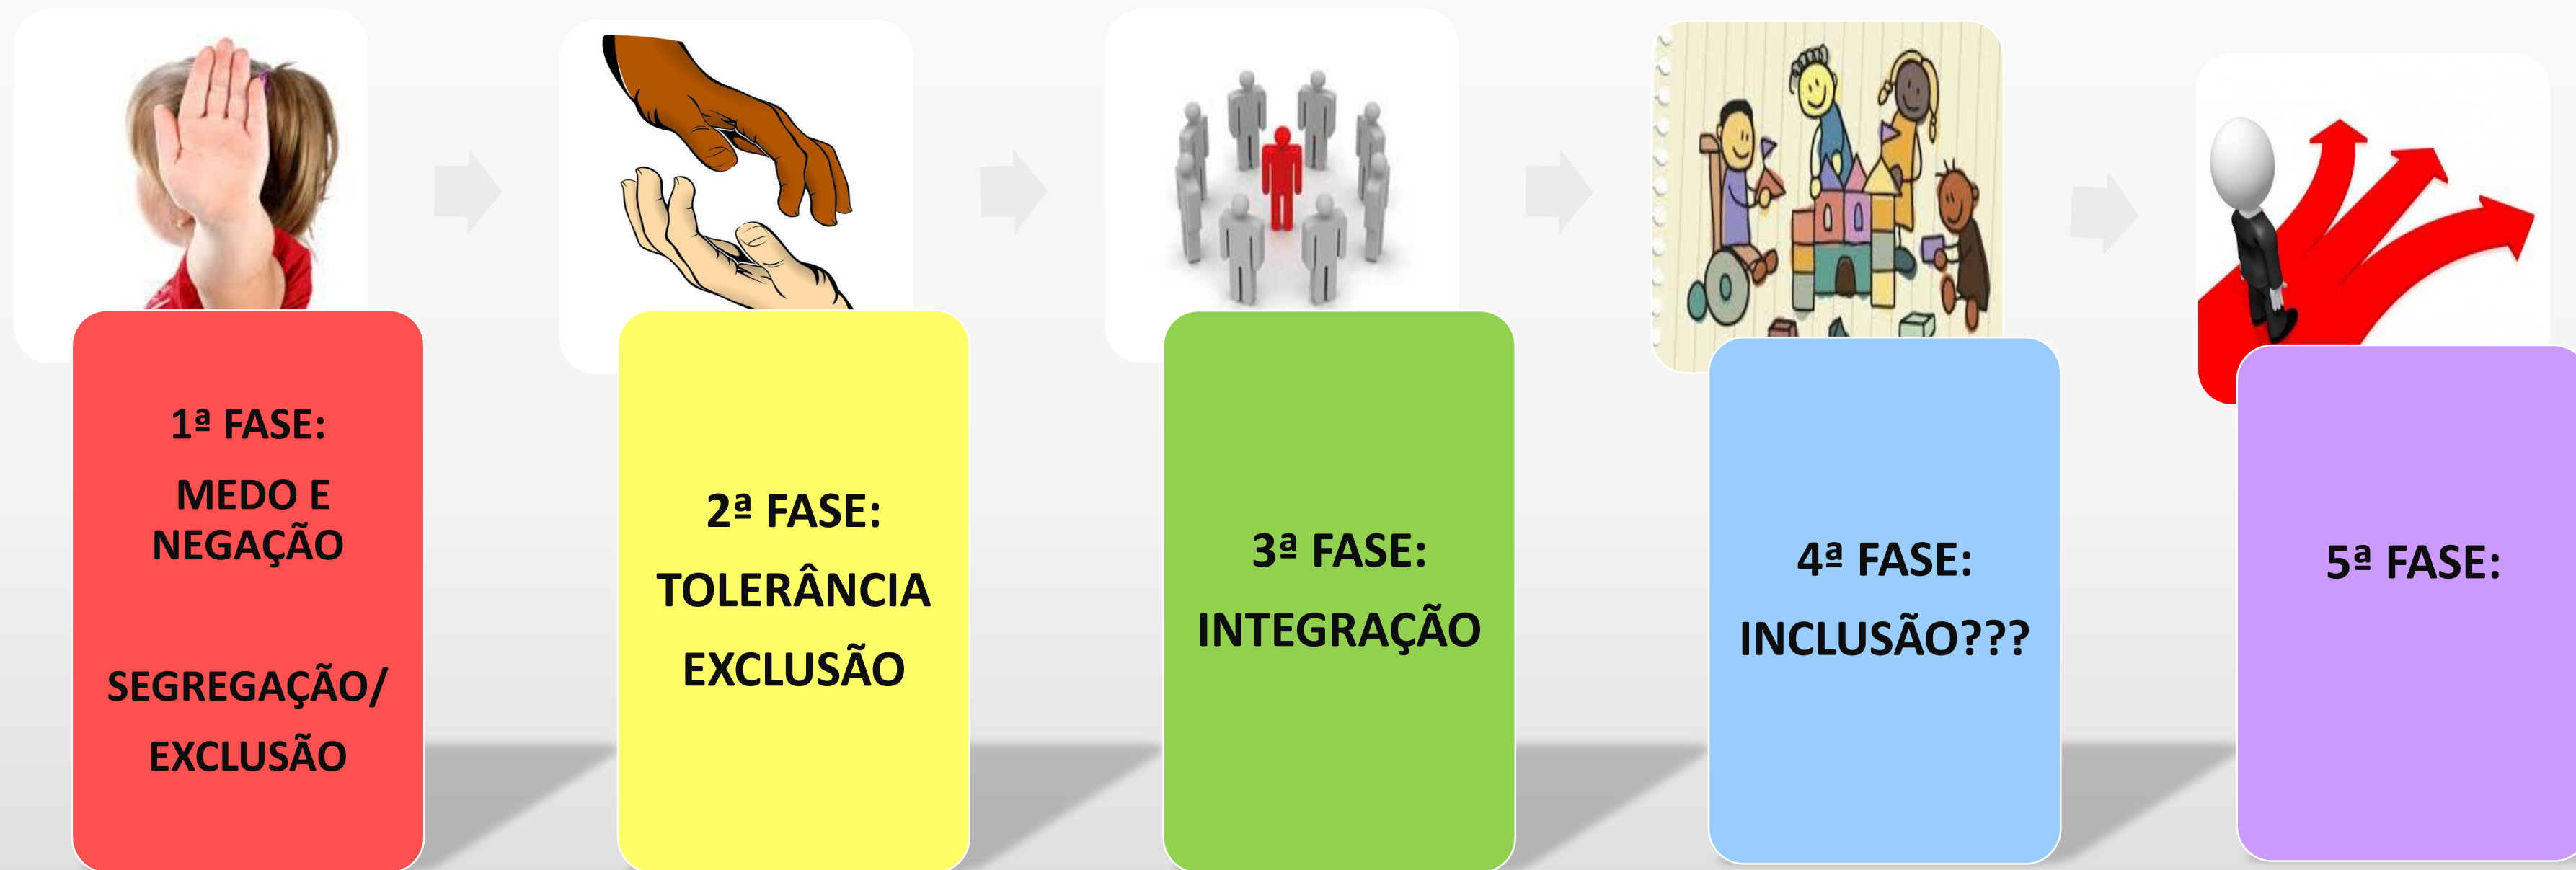 1ª FASE:
MEDO E
NEGAÇÃO
SEGREGAÇÃO/
EXCLUSÃO
2ª FASE:
TOLERÂNCIA
EXCLUSÃO
3ª FASE:
INTEGRAÇÃO
4ª FASE:
INCLUSÃO???
5ª FASE: